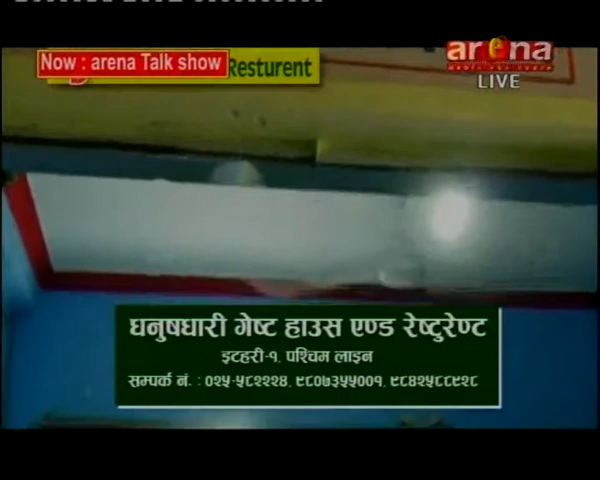 Now : arena Talk show
Resturent
arena
LIVE
धनुषधारी गेष्ट हाउस एण्ड रेष्टुरेण्ट
इटहरी-१, पश्चिम लाइन
सम्पर्क नं. : ०२५-५८२२२४, ९८०७३५५००१, ९८४२५८८९२८